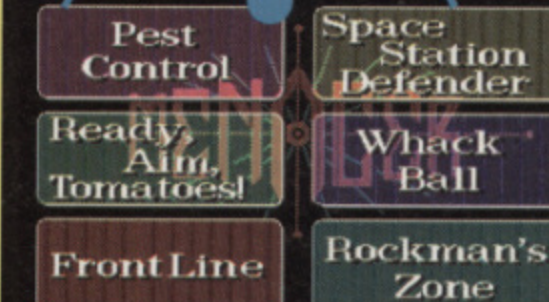 Pest
Control
Space
Station
Defender
Ready,
Aim,
Tomatoes!
Whack
Ball
Front Line
Rockman's
Zone